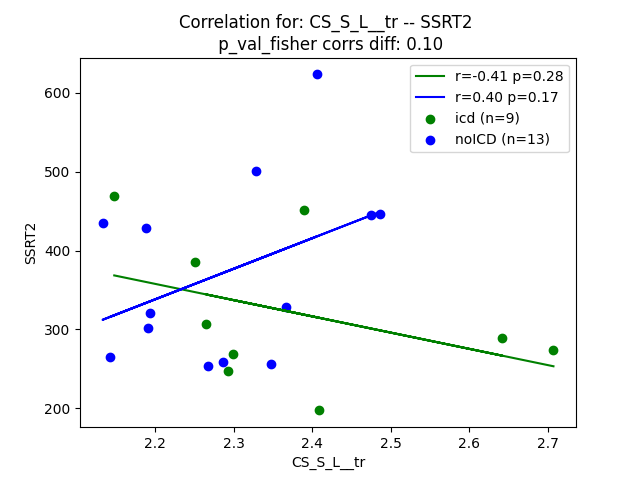 Correlation for: CS_S_L__tr -- SSRT2
p_val_fisher corrs diff: 0.10
r=-0.41 p=0.28
r=0.40 p=0.17
icd (n=9)
noICD (n=13)
SSRT2
600
500
400
300
200
2.2 2.3 2.4 2.5 2.6 2.7
CS_S_L__tr